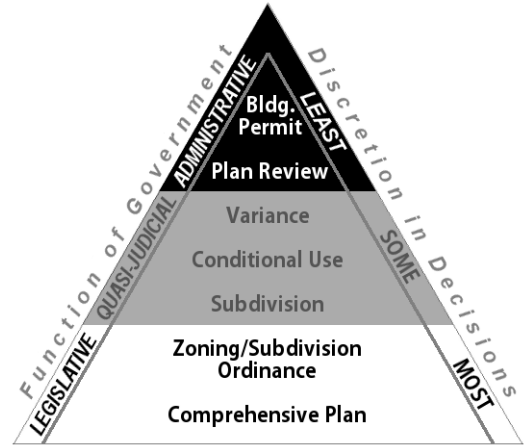 Function of Government
Discretion in Decisions
ADMINISTRATIVE
LEAST
Bldg.
Permit
Plan Review
QUASI-JUDICIAL
SOME
Variance
Conditional Use
Subdivision
LEGISLATIVE
MOST
Zoning/Subdivision
Ordinance
Comprehensive Plan